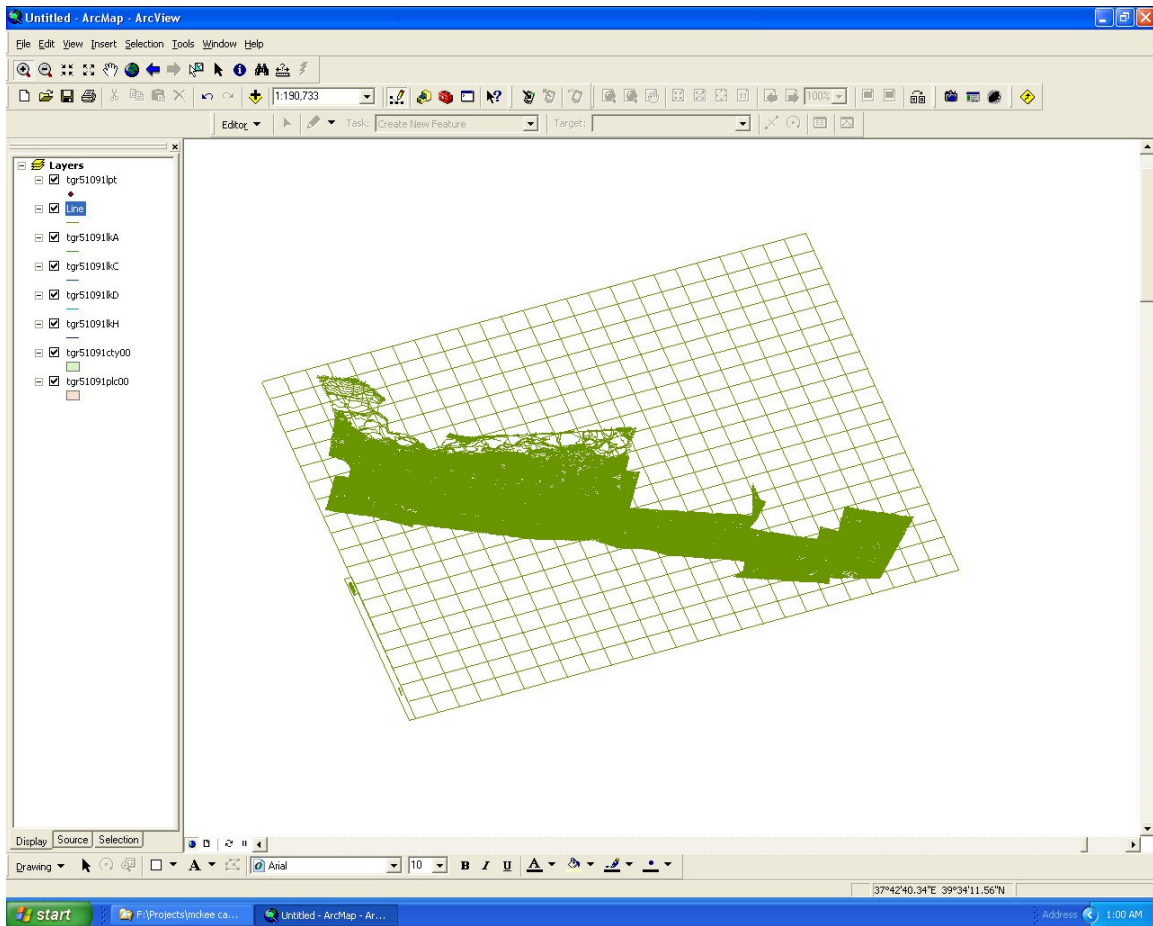 Untitled - ArcMap - ArcView
File Edit View Insert Selection Tools Window Help
1:190,733
100%
Editor
Task: Create New Feature
Target:
Layers
tgr51091lpt
Line
tgr51091lkA
tgr51091lkC
tgr51091lkD
tgr51091lkH
tgr51091cty00
tgr51091plc00
Display Source Selection
Drawing
A
Arial
10
B I U A
37°42'40.34"E 39°34'11.56"N
start
F:\Projects\mckee ca...
Untitled - ArcMap - Ar...
Address
1:00 AM